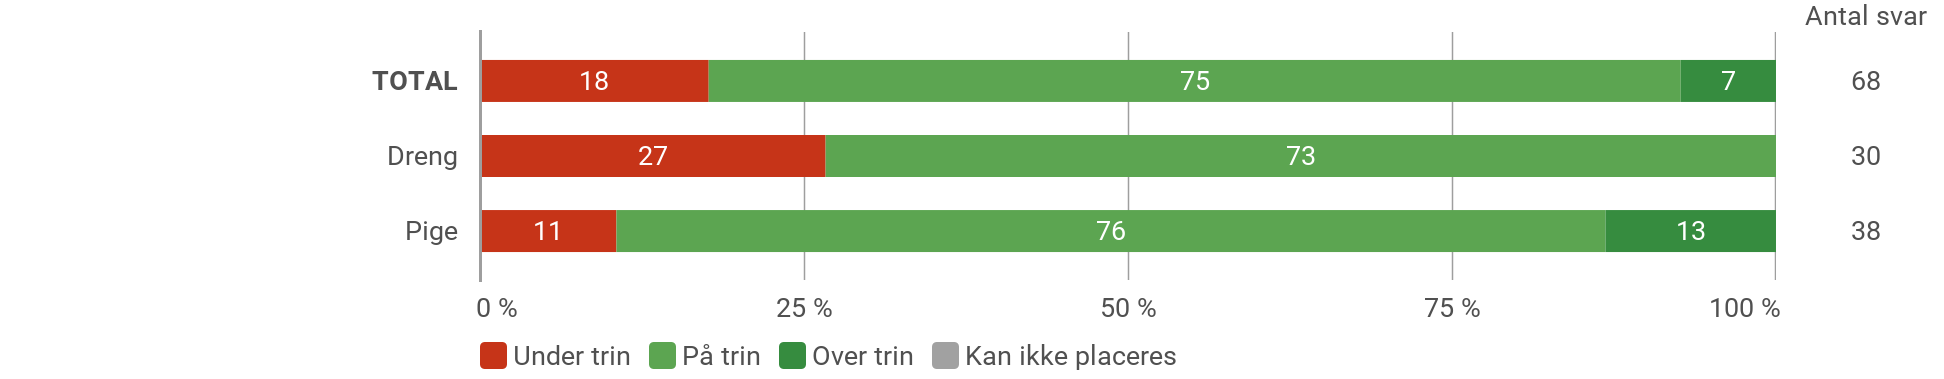 Antal svar
TOTAL 18 75 7 68
Dreng 27 73 30
Pige 11 76 13 38
0 % 25 % 50 % 75 % 100 %
Under trin På trin Over trin Kan ikke placeres